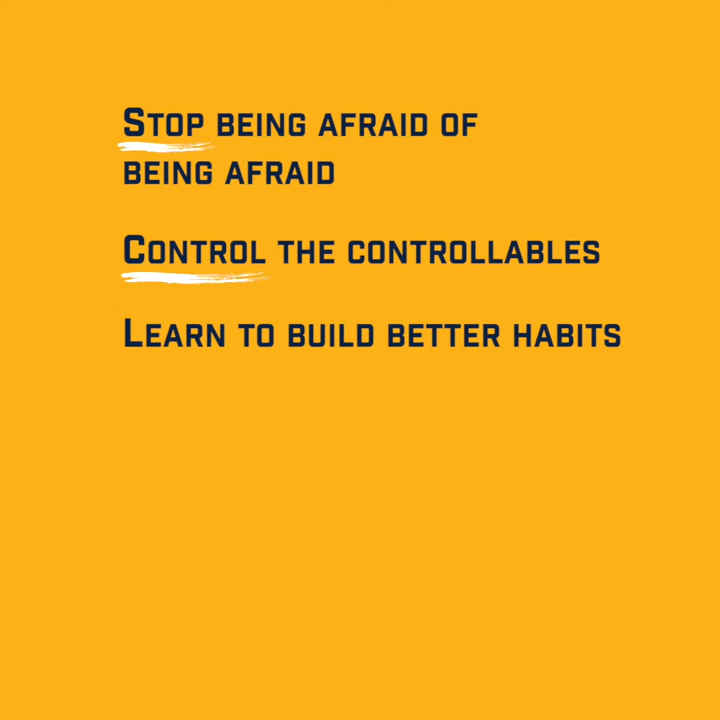 Stop being afraid of
being afraid
Control the controllables
Learn to build better habits